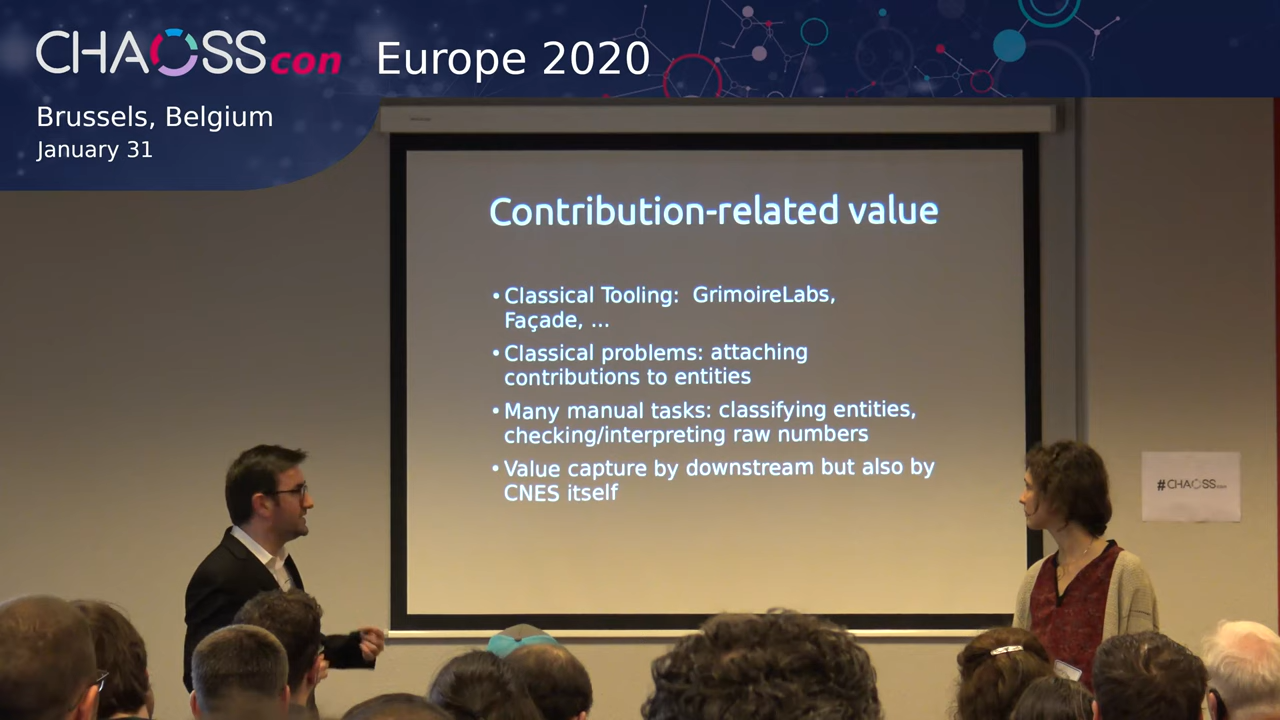 CHAOSScon Europe 2020
Brussels, Belgium
January 31
Contribution-related value
• Classical Tooling: GrimoireLabs,
Façade, ...
• Classical problems: attaching
contributions to entities
• Many manual tasks: classifying entities,
checking/interpreting raw numbers
• Value capture by downstream but also by
CNES itself
#CHAOSScon